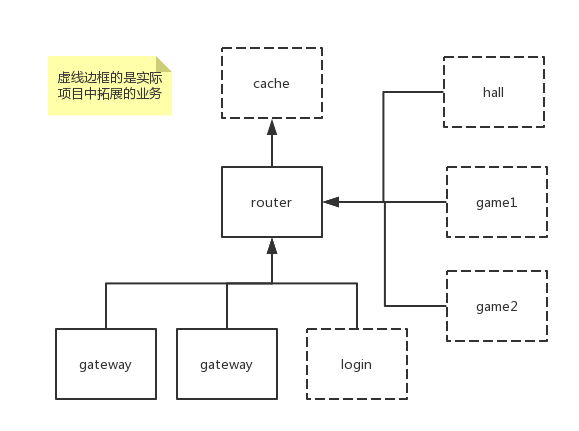 虚线边框的是实际
项目中拓展的业务
cache
hall
router
game1
game2
gateway
gateway
login